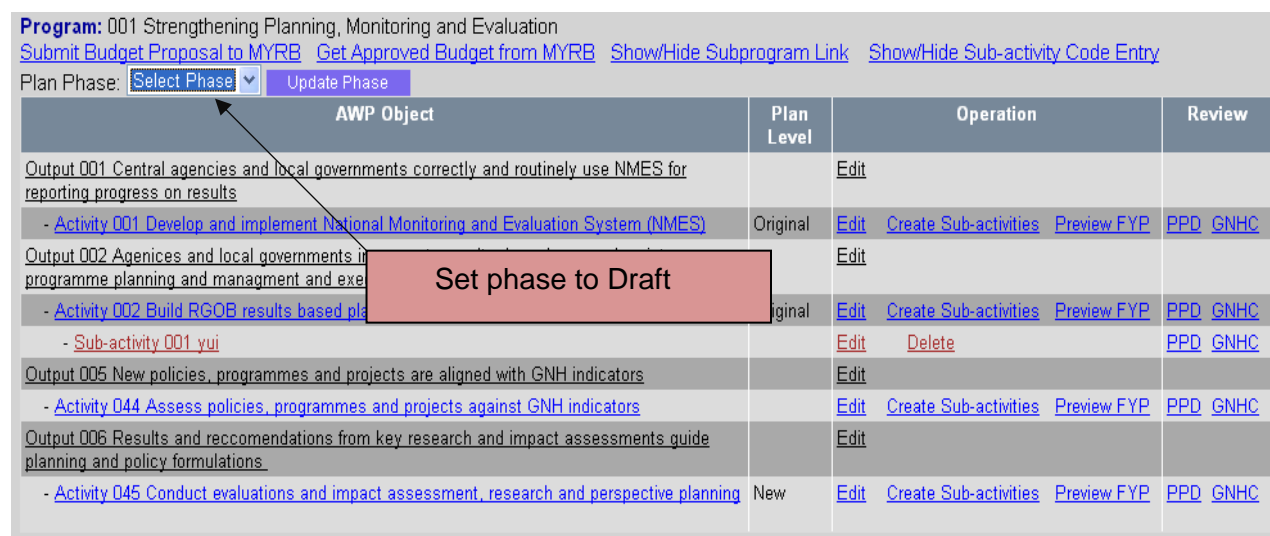 Program: 001 Strengthening Planning, Monitoring and Evaluation
Submit Budget Proposal to MYRB Get Approved Budget from MYRB Show/Hide Subprogram Link Show/Hide Sub-activity Code Entry
Plan Phase: Select Phase Update Phase
AWP Object Plan Level Operation Review
Output 001 Central agencies and local governments correctly and routinely use NMES for Edit
reporting progress on results
- Activity 001 Develop and implement National Monitoring and Evaluation System (NMES) Original Edit Create Sub-activities Preview FYP PPD GNHC
Output 002 Agenices and local governments Edit
programme planning and managment and
Set phase to Draft
- Activity 002 Build RGOB results based Edit Create Sub-activities Preview FYP PPD GNHC
- Sub-activity 001 yui Edit Delete PPD GNHC
Output 005 New policies, programmes and projects are aligned with GNH indicators Edit
- Activity 044 Assess policies, programmes and projects against GNH indicators Edit Create Sub-activities Preview FYP PPD GNHC
Output 006 Results and reccomendations from key research and impact assessments guide Edit
planning and policy formulations
- Activity 045 Conduct evaluations and impact assessment, research and perspective planning New Edit Create Sub-activities Preview FYP PPD GNHC